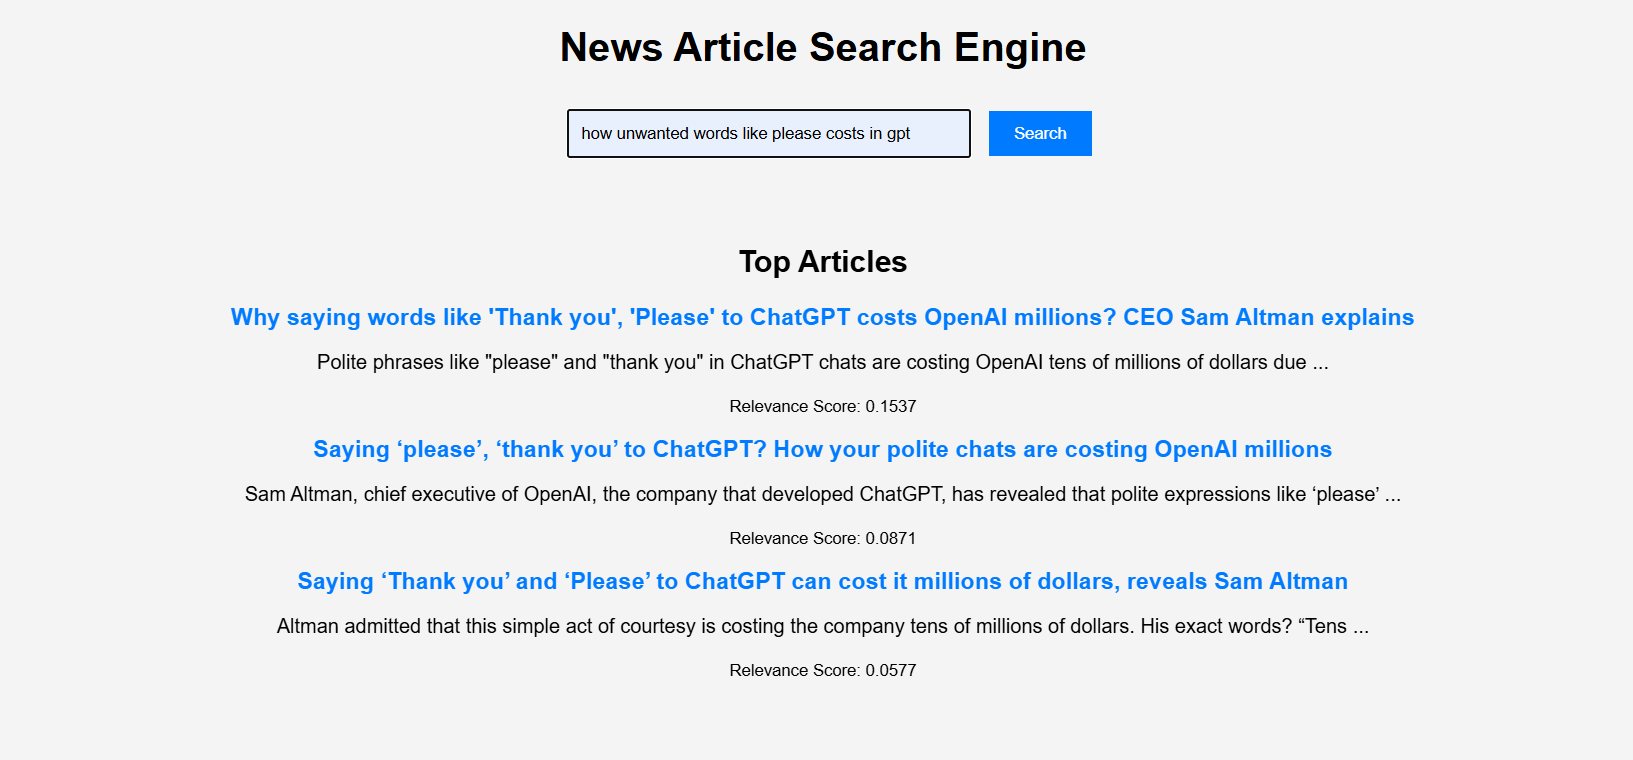 News Article Search Engine
how unwanted words like please costs in gpt
Search
Top Articles
Why saying words like 'Thank you', 'Please' to ChatGPT costs OpenAI millions? CEO Sam Altman explains
Polite phrases like "please" and "thank you" in ChatGPT chats are costing OpenAI tens of millions of dollars due ...
Relevance Score: 0.1537
Saying ‘please’, ‘thank you’ to ChatGPT? How your polite chats are costing OpenAI millions
Sam Altman, chief executive of OpenAI, the company that developed ChatGPT, has revealed that polite expressions like ‘please’ ...
Relevance Score: 0.0871
Saying ‘Thank you’ and ‘Please’ to ChatGPT can cost it millions of dollars, reveals Sam Altman
Altman admitted that this simple act of courtesy is costing the company tens of millions of dollars. His exact words? “Tens ...
Relevance Score: 0.0577